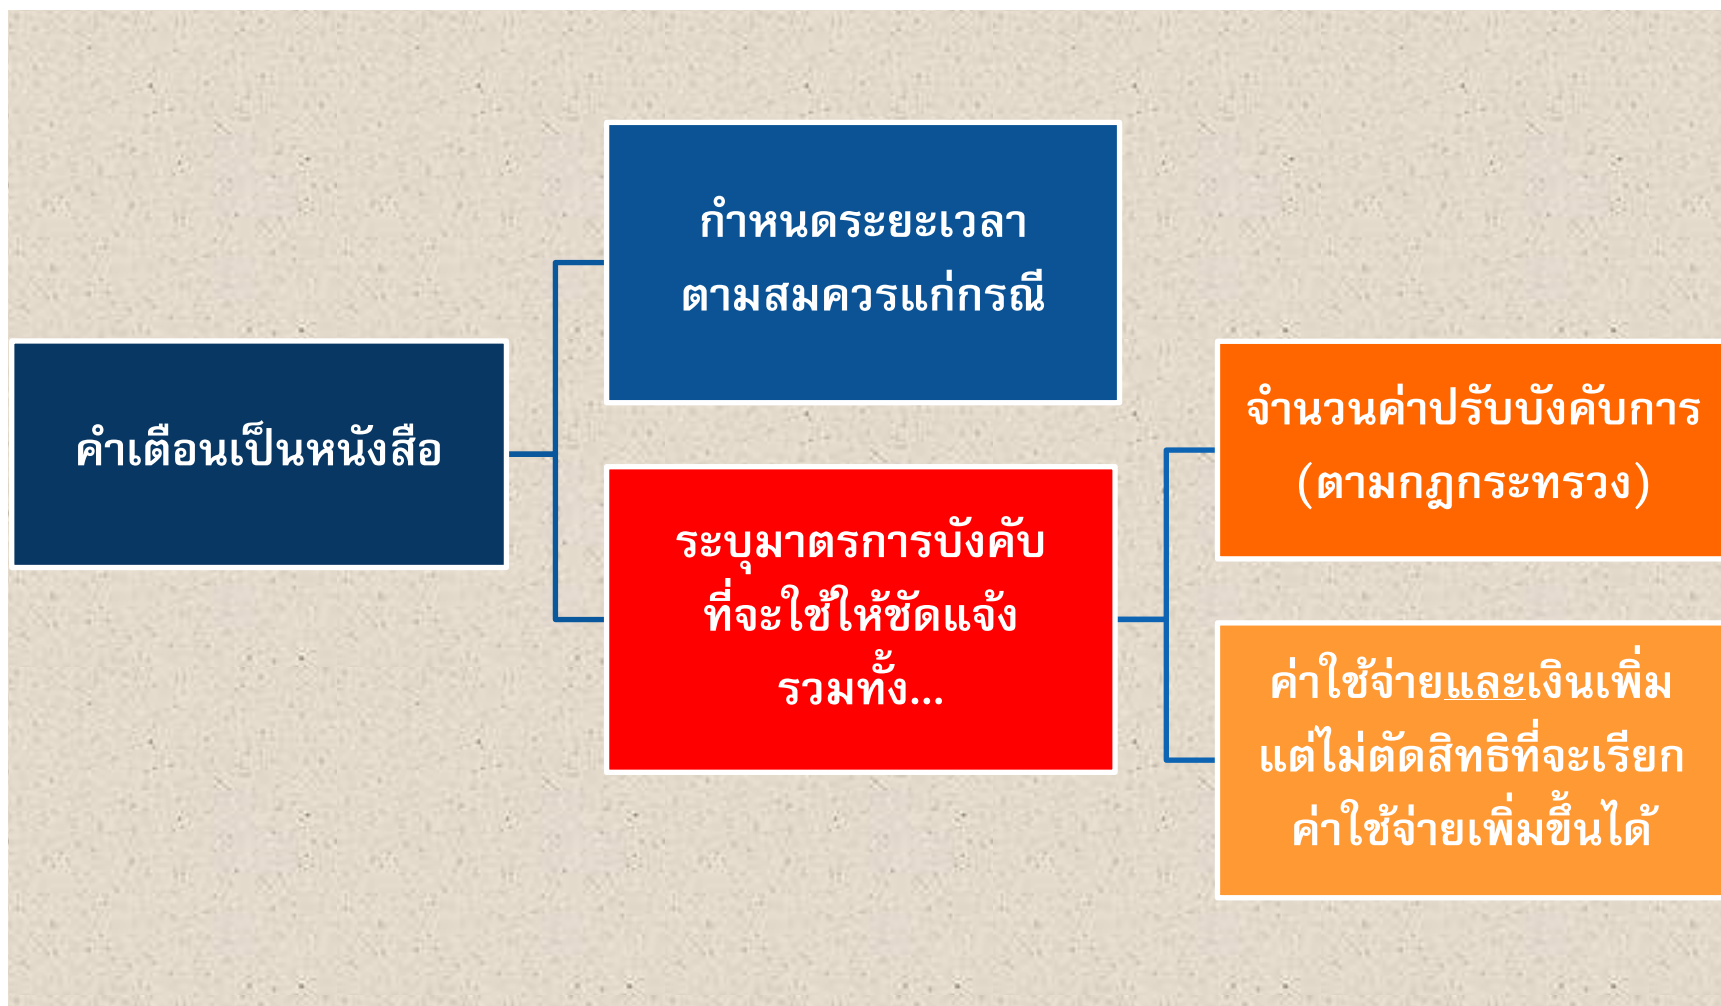 คำเตือนเป็นหนังสือ
กำหนดระยะเวลา
ตามสมควรแก่กรณี
ระบุมาตรการบังคับ
ที่จะใช้ให้ชัดแจ้ง
รวมทั้ง...
จำนวนค่าปรับบังคับการ
(ตามกฎกระทรวง)
ค่าใช้จ่ายและเงินเพิ่ม
แต่ไม่ตัดสิทธิที่จะเรียก
ค่าใช้จ่ายเพิ่มขึ้นได้